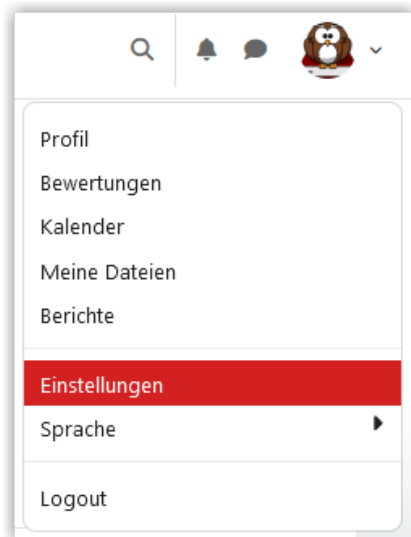 Profil
Bewertungen
Kalender
Meine Dateien
Berichte
Einstellungen
Sprache
Logout